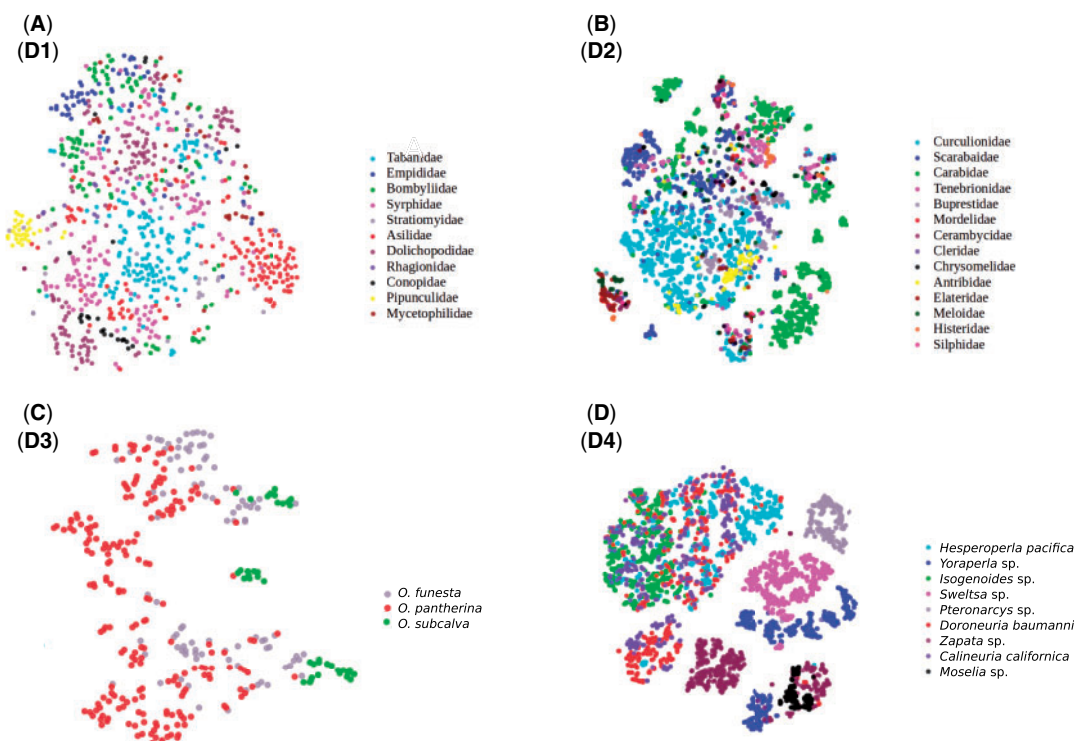 (A)
(D1)
Tabanidae
Empididae
Bombyliidae
Syrphidae
Stratiomyidae
Asilidae
Dolichopodidae
Rhagionidae
Conopidae
Pipunculidae
Mycetophilidae
(B)
(D2)
Curculionidae
Scarabaidae
Carabidae
Tenebrionidae
Buprestidae
Mordelidae
Cerambycidae
Cleridae
Chrysomelidae
Antribidae
Elateridae
Meloidae
Histeridae
Silphidae
(C)
(D3)
O. funesta
O. pantherina
O. subcalva
(D)
(D4)
Hesperoperla pacifica
Yoraperla sp.
Isogenoides sp.
Sweltsa sp.
Pteronarcys sp.
Doroneuria baumanni
Zapata sp.
Calineuria californica
Moselia sp.